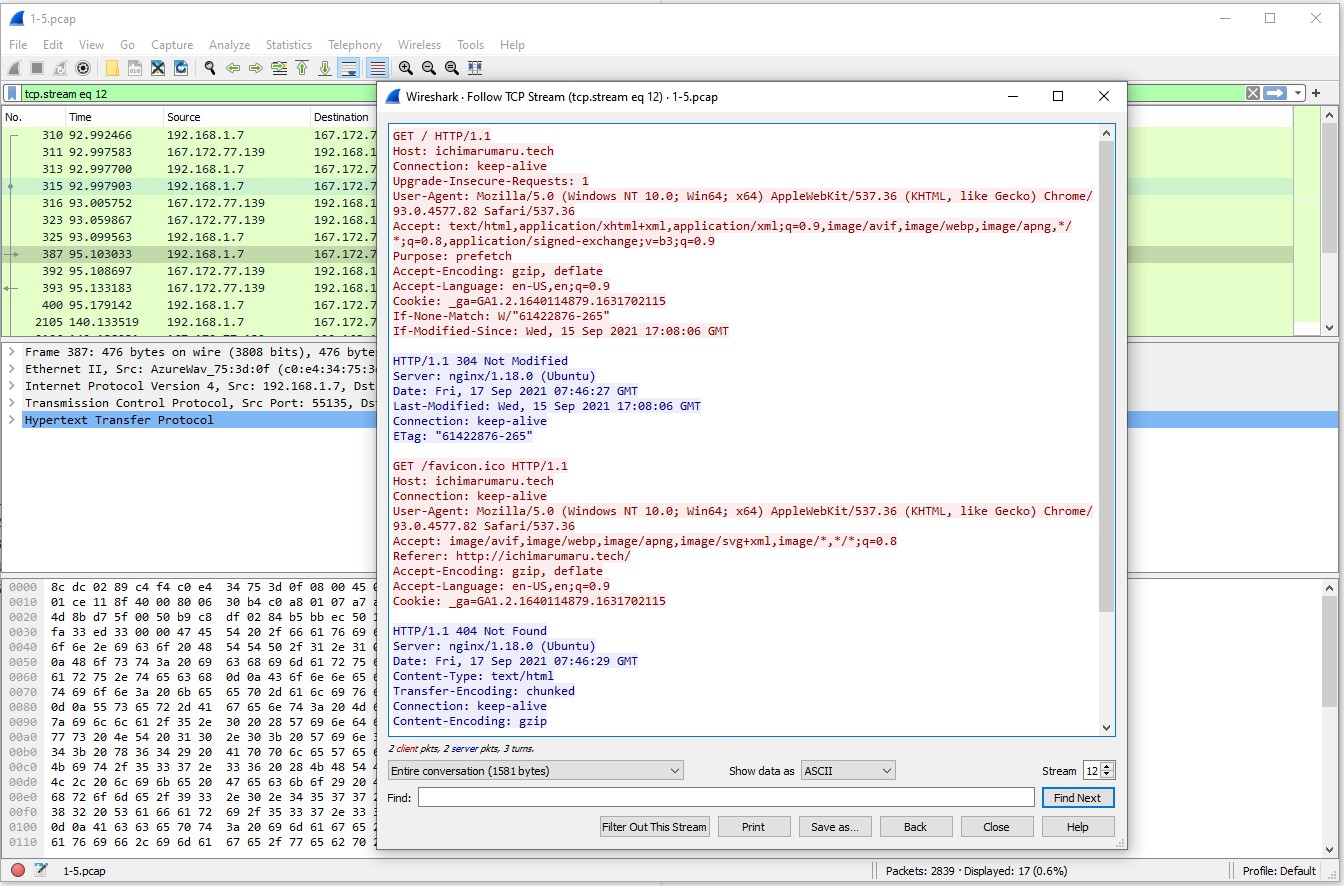 1-5.pcap
File Edit View Go Capture Analyze Statistics Telephony Wireless Tools Help
tcp.stream eq 12
No. Time Source Destination
310 92.992466 192.168.1.7 167.172.7
311 92.997583 167.172.77.139 192.168.1
313 92.997700 192.168.1.7 167.172.7
315 92.997903 192.168.1.7 167.172.7
316 93.005752 167.172.77.139 192.168.1
323 93.059867 167.172.77.139 192.168.1
325 93.099563 192.168.1.7 167.172.7
387 95.103033 192.168.1.7 167.172.7
392 95.108697 167.172.77.139 192.168.1
393 95.133183 167.172.77.139 192.168.1
400 95.179142 192.168.1.7 167.172.7
2105 140.133519 192.168.1.7 167.172.7
Frame 387: 476 bytes on wire (3808 bits), 476 byte
Ethernet II, Src: AzureWav_75:3d:0f (c0:e4:34:75:3
Internet Protocol Version 4, Src: 192.168.1.7, Dst
Transmission Control Protocol, Src Port: 55135, Ds
Hypertext Transfer Protocol
0000 8c dc 02 89 c4 f4 c0 e4 34 75 3d 0f 08 00 45 0
0010 01 ce 11 8f 40 00 80 06 30 b4 c0 a8 01 07 a7 a
0020 4d 8b d7 5f 00 50 b9 c8 df 02 84 b5 bb ec 50 1
0030 fa 33 ed 33 00 00 47 45 54 20 2f 66 61 76 69 6
0040 6f 6e 2e 69 63 6f 20 48 54 54 50 2f 31 2e 31 0
0050 0a 48 6f 73 74 3a 20 69 63 68 69 6d 61 72 75 6
0060 61 72 75 2e 74 65 63 68 0d 0a 43 6f 6e 6e 65 6
0070 74 69 6f 6e 3a 20 6b 65 65 70 2d 61 6c 69 76 6
0080 0d 0a 55 73 65 72 2d 41 67 65 6e 74 3a 20 4d 6
0090 7a 69 6c 6c 61 2f 35 2e 30 20 28 57 69 6e 64 6
00a0 77 73 20 4e 54 20 31 30 2e 30 3b 20 57 69 6e 3
00b0 34 3b 20 78 36 34 29 20 41 70 70 6c 65 57 65 6
00c0 4b 69 74 2f 35 33 37 2e 33 36 20 28 4b 48 54 4
00d0 4c 2c 20 6c 69 6b 65 20 47 65 63 6b 6f 29 20 4
00e0 68 72 6f 6d 65 2f 39 33 2e 30 2e 34 35 37 37 2
00f0 38 32 20 53 61 66 61 72 69 2f 35 33 37 2e 33 3
0100 0d 0a 41 63 63 65 70 74 3a 20 69 6d 61 67 65 2
0110 61 76 69 66 2c 69 6d 61 67 65 2f 77 65 62 70 2
Wireshark · Follow TCP Stream (tcp.stream eq 12) · 1-5.pcap
GET / HTTP/1.1
Host: ichimarumaru.tech
Connection: keep-alive
Upgrade-Insecure-Requests: 1
User-Agent: Mozilla/5.0 (Windows NT 10.0; Win64; x64) AppleWebKit/537.36 (KHTML, like Gecko) Chrome/
93.0.4577.82 Safari/537.36
Accept: text/html,application/xhtml+xml,application/xml;q=0.9,image/avif,image/webp,image/apng,*/
*;q=0.8,application/signed-exchange;v=b3;q=0.9
Purpose: prefetch
Accept-Encoding: gzip, deflate
Accept-Language: en-US,en;q=0.9
Cookie: _ga=GA1.2.1640114879.1631702115
If-None-Match: W/"61422876-265"
If-Modified-Since: Wed, 15 Sep 2021 17:08:06 GMT
HTTP/1.1 304 Not Modified
Server: nginx/1.18.0 (Ubuntu)
Date: Fri, 17 Sep 2021 07:46:27 GMT
Last-Modified: Wed, 15 Sep 2021 17:08:06 GMT
Connection: keep-alive
ETag: "61422876-265"
GET /favicon.ico HTTP/1.1
Host: ichimarumaru.tech
Connection: keep-alive
User-Agent: Mozilla/5.0 (Windows NT 10.0; Win64; x64) AppleWebKit/537.36 (KHTML, like Gecko) Chrome/
93.0.4577.82 Safari/537.36
Accept: image/avif,image/webp,image/apng,image/svg+xml,image/*,*/*;q=0.8
Referer: http://ichimarumaru.tech/
Accept-Encoding: gzip, deflate
Accept-Language: en-US,en;q=0.9
Cookie: _ga=GA1.2.1640114879.1631702115
HTTP/1.1 404 Not Found
Server: nginx/1.18.0 (Ubuntu)
Date: Fri, 17 Sep 2021 07:46:29 GMT
Content-Type: text/html
Transfer-Encoding: chunked
Connection: keep-alive
Content-Encoding: gzip
2 client pkts, 2 server pkts, 3 turns.
Entire conversation (1581 bytes) Show data as ASCII Stream 12
Find: Find Next
Filter Out This Stream Print Save as... Back Close Help
1-5.pcap Packets: 2839 · Displayed: 17 (0.6%) Profile: Default